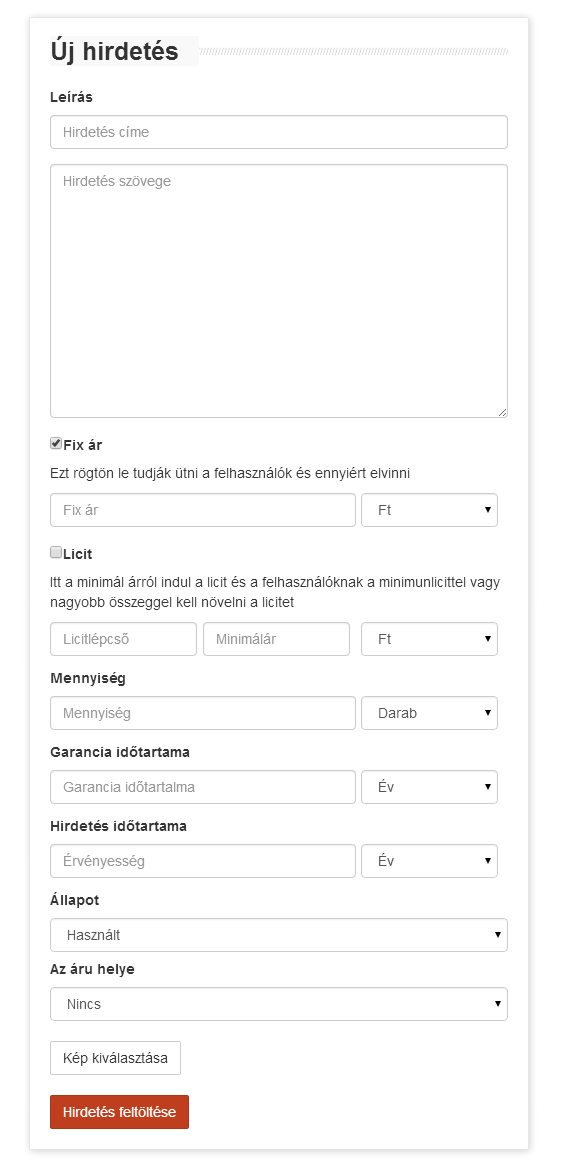 Új hirdetés
Leírás
Hirdetés címe
Hirdetés szövege
Fix ár
Ezt rögtön le tudják ütni a felhasználók és ennyiért elvinni
Fix ár Ft
Licit
Itt a minimál árról indul a licit és a felhasználóknak a minimunlicittel vagy
nagyobb összeggel kell növelni a licitet
Licitlépcső Minimálár Ft
Mennyiség
Mennyiség Darab
Garancia időtartama
Garancia időtartalma Év
Hirdetés időtartama
Érvényesség Év
Állapot
Használt
Az áru helye
Nincs
Kép kiválasztása
Hirdetés feltöltése